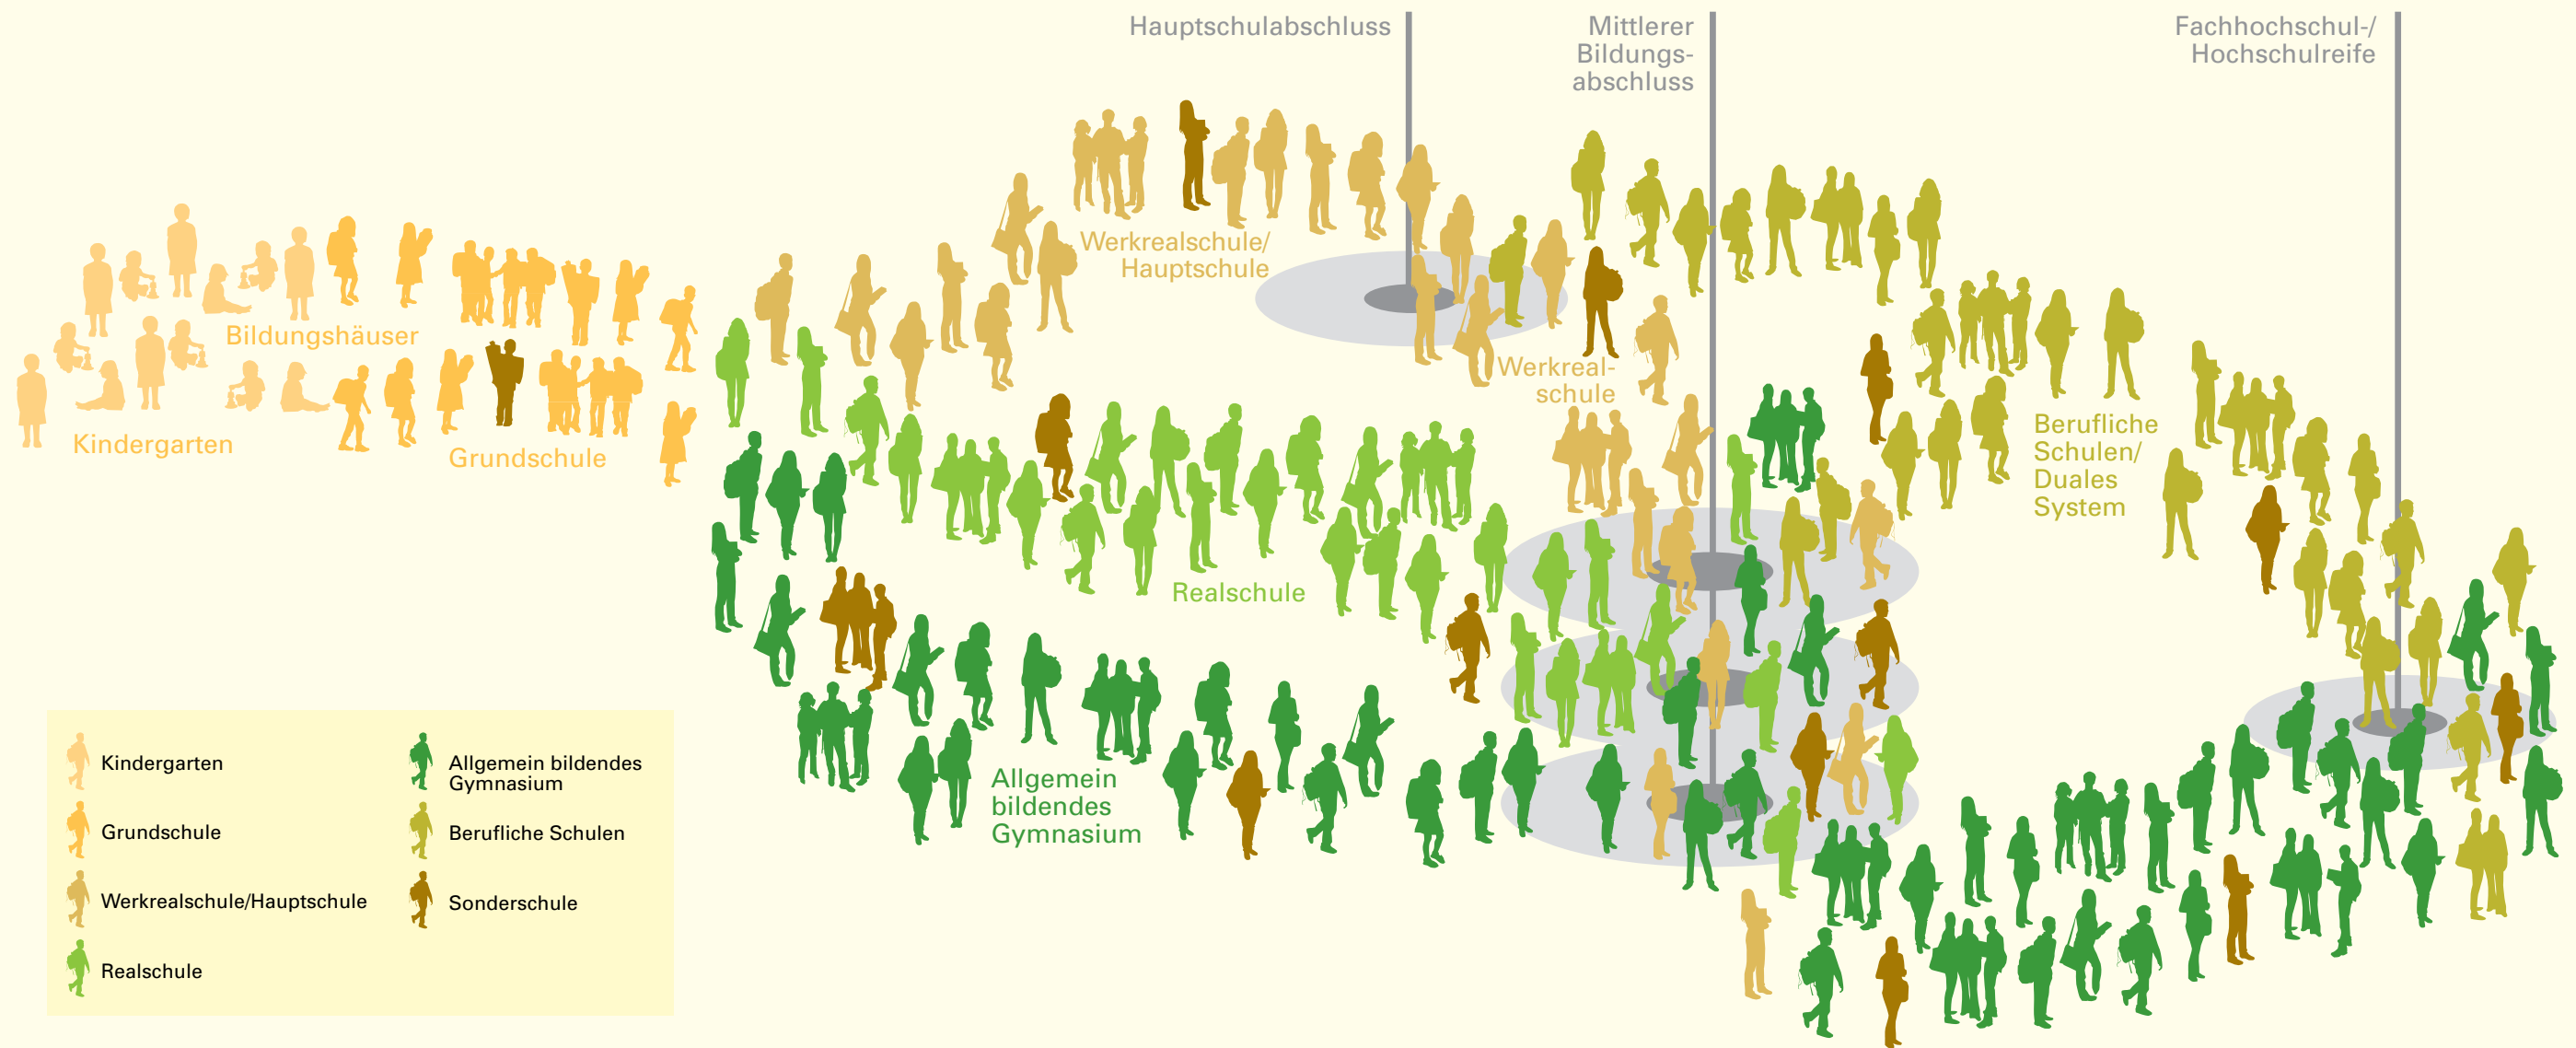 Hauptschulabschluss
Mittlerer
Bildungs-
abschluss
Fachhochschul-/
Hochschulreife
Werkrealschule/
Hauptschule
Bildungshäuser
Kindergarten
Grundschule
Werkreal-
schule
Berufliche
Schulen/
Duales
System
Realschule
Allgemein
bildendes
Gymnasium
Kindergarten
Grundschule
Werkrealschule/Hauptschule
Realschule
Allgemein bildendes
Gymnasium
Berufliche Schulen
Sonderschule